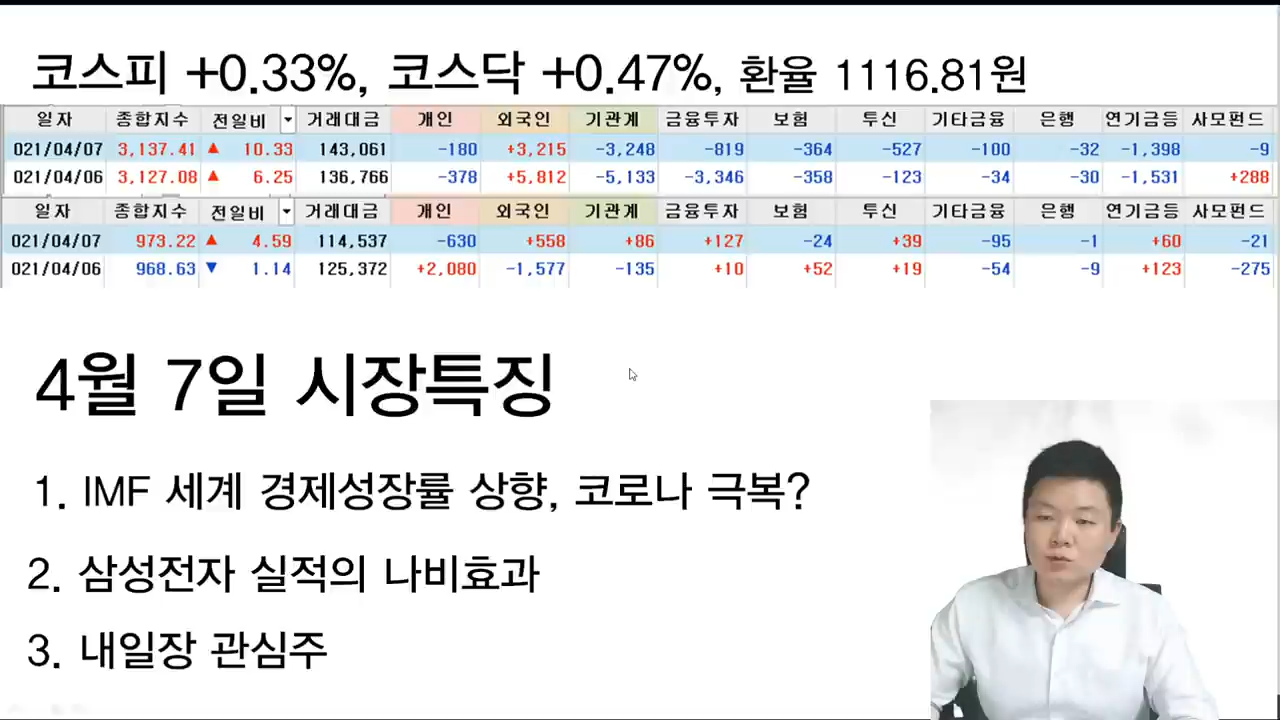 코스피 +0.33%, 코스닥 +0.47%, 환율 1116.81원
일자 종합지수 전일비 거래대금 개인 외국인 기관계 금융투자 보험 투신 기타금융 은행 연기금등 사모펀드
021/04/07 3,137.41 ▲ 10.33 143,061 -180 +3,215 -3,248 -819 -364 -527 -100 -32 -1,398 -9
021/04/06 3,127.08 ▲ 6.25 136,766 -378 +5,812 -5,133 -3,346 -358 -123 -34 -30 -1,531 +288
일자 종합지수 전일비 거래대금 개인 외국인 기관계 금융투자 보험 투신 기타금융 은행 연기금등 사모펀드
021/04/07 973.22 ▲ 4.59 114,537 -630 +558 +86 +127 -24 +39 -95 -1 +60 -21
021/04/06 968.63 ▼ 1.14 125,372 +2,080 -1,577 -135 +10 +52 +19 -54 -9 +123 -275
4월 7일 시장특징
1. IMF 세계 경제성장률 상향, 코로나 극복?
2. 삼성전자 실적의 나비효과
3. 내일장 관심주